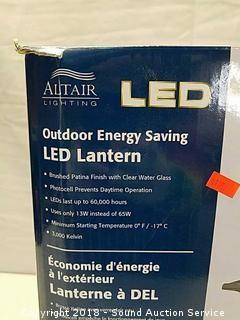 ALTAIR
LIGHTING
LED
Outdoor Energy Saving
LED Lantern
• Brushed Patina Finish with Clear Water Glass
• Photocell Prevents Daytime Operation
• LEDs last up to 60,000 hours
• Uses only 13W instead of 65W
• Minimum Starting Temperature 0° F / -17° C
• 3,000 Kelvin
Économie d'énergie
à l'extérieur
Lanterne à DEL
Copyright 2018 - Sound Auction Service